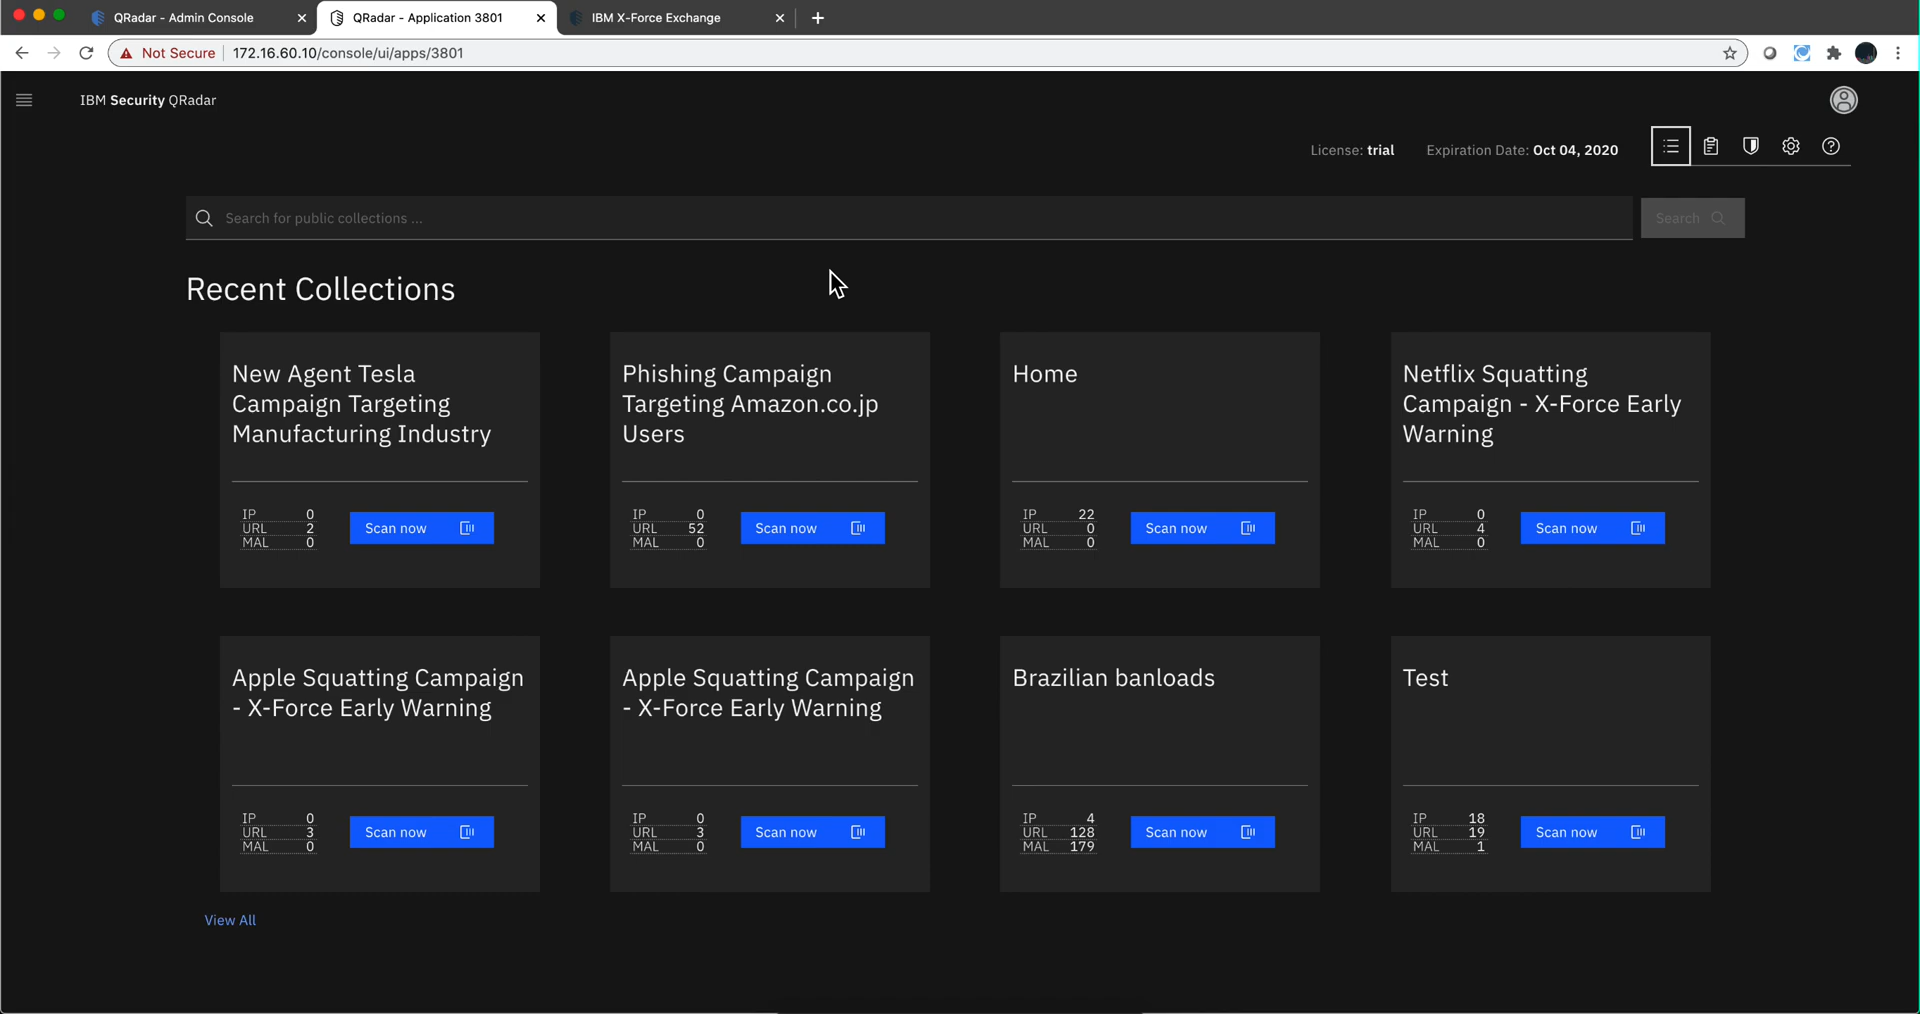 QRadar - Admin Console
QRadar - Application 3801
IBM X-Force Exchange
Not Secure
172.16.60.10/console/ui/apps/3801
IBM Security QRadar
License: trial
Expiration Date: Oct 04, 2020
Search for public collections ...
Search
Recent Collections
New Agent Tesla
Campaign Targeting
Manufacturing Industry
IP 0
URL 2
MAL 0
Scan now
Phishing Campaign
Targeting Amazon.co.jp
Users
IP 0
URL 52
MAL 0
Scan now
Home
IP 22
URL 0
MAL 0
Scan now
Netflix Squatting
Campaign - X-Force Early
Warning
IP 0
URL 4
MAL 0
Scan now
Apple Squatting Campaign
- X-Force Early Warning
IP 0
URL 3
MAL 0
Scan now
Apple Squatting Campaign
- X-Force Early Warning
IP 0
URL 3
MAL 0
Scan now
Brazilian banloads
IP 4
URL 128
MAL 179
Scan now
Test
IP 18
URL 19
MAL 1
Scan now
View All